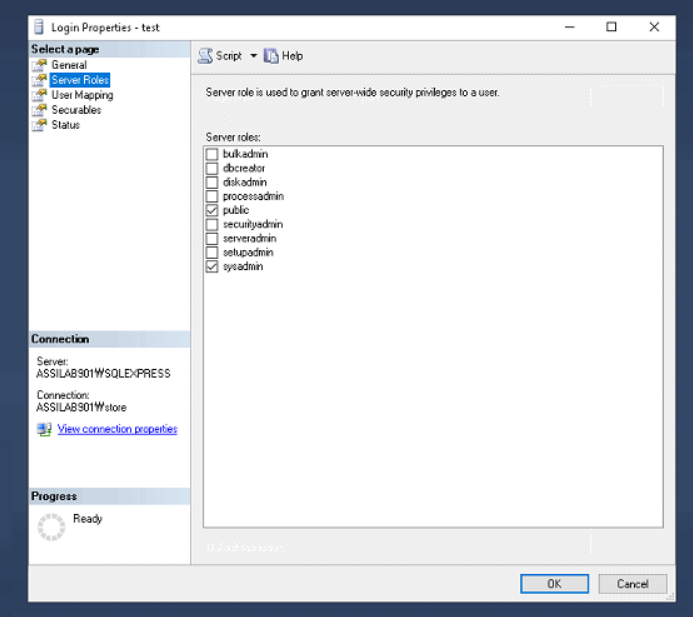 Login Properties - test
Select a page
General
Server Roles
User Mapping
Securables
Status
Script
Help
Server role is used to grant server-wide security privileges to a user.
Server roles:
bulkadmin
dbcreator
diskadmin
processadmin
public
securityadmin
serveradmin
setupadmin
sysadmin
Connection
Server:
ASSILAB901₩SQLEXPRESS
Connection:
ASSILAB901₩store
View connection properties
Progress
Ready
OK
Cancel